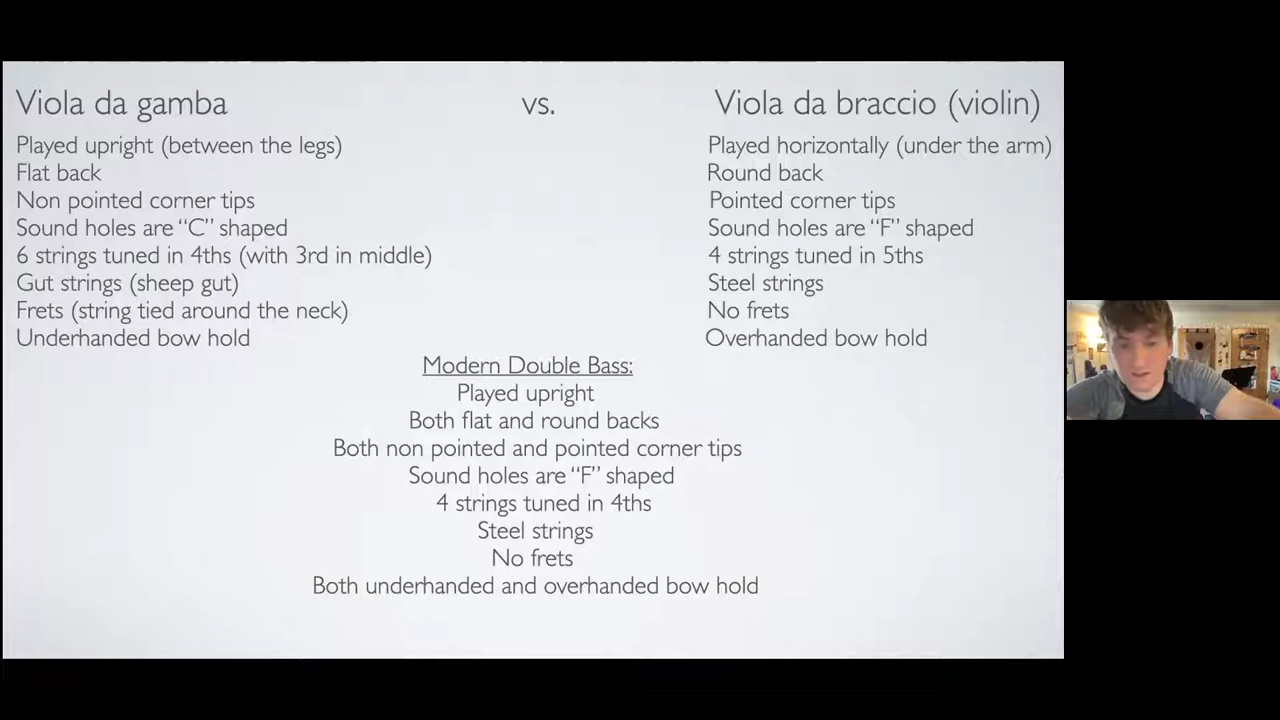 Viola da gamba vs. Viola da braccio (violin)
Played upright (between the legs)
Flat back
Non pointed corner tips
Sound holes are “C” shaped
6 strings tuned in 4ths (with 3rd in middle)
Gut strings (sheep gut)
Frets (string tied around the neck)
Underhanded bow hold
Played horizontally (under the arm)
Round back
Pointed corner tips
Sound holes are “F” shaped
4 strings tuned in 5ths
Steel strings
No frets
Overhanded bow hold
Modern Double Bass:
Played upright
Both flat and round backs
Both non pointed and pointed corner tips
Sound holes are “F” shaped
4 strings tuned in 4ths
Steel strings
No frets
Both underhanded and overhanded bow hold